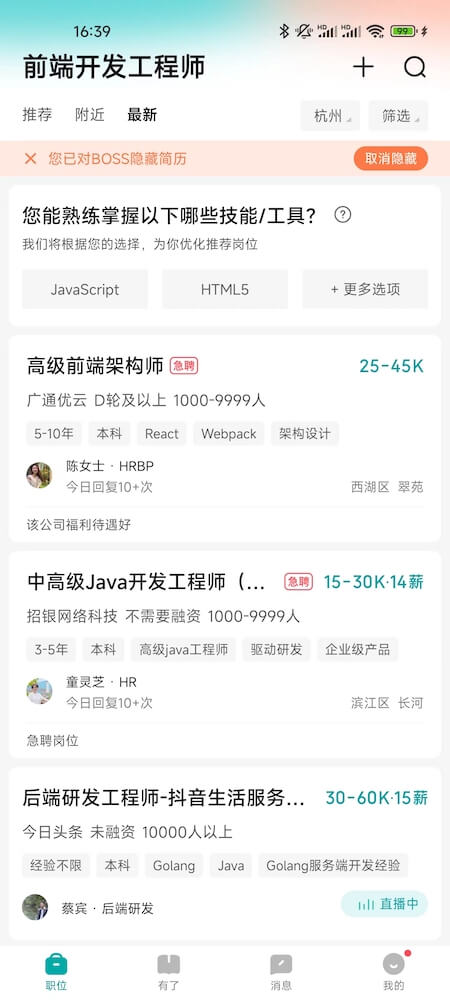 16:39
HD HD 99
前端开发工程师
推荐 附近 最新 杭州 筛选
您已对BOSS隐藏简历 取消隐藏
您能熟练掌握以下哪些技能/工具？ ?
我们将根据您的选择，为你优化推荐岗位
JavaScript HTML5 + 更多选项
高级前端架构师 急聘 25-45K
广通优云 D轮及以上 1000-9999人
5-10年 本科 React Webpack 架构设计
陈女士 · HRBP
今日回复10+次 西湖区 翠苑
该公司福利待遇好
中高级Java开发工程师（... 急聘 15-30K·14薪
招银网络科技 不需要融资 1000-9999人
3-5年 本科 高级java工程师 驱动研发 企业级产品
童灵芝 · HR
今日回复10+次 滨江区 长河
急聘岗位
后端研发工程师-抖音生活服务... 30-60K·15薪
今日头条 未融资 10000人以上
经验不限 本科 Golang Java Golang服务端开发经验
蔡宾 · 后端研发 直播中
职位 有了 消息 我的